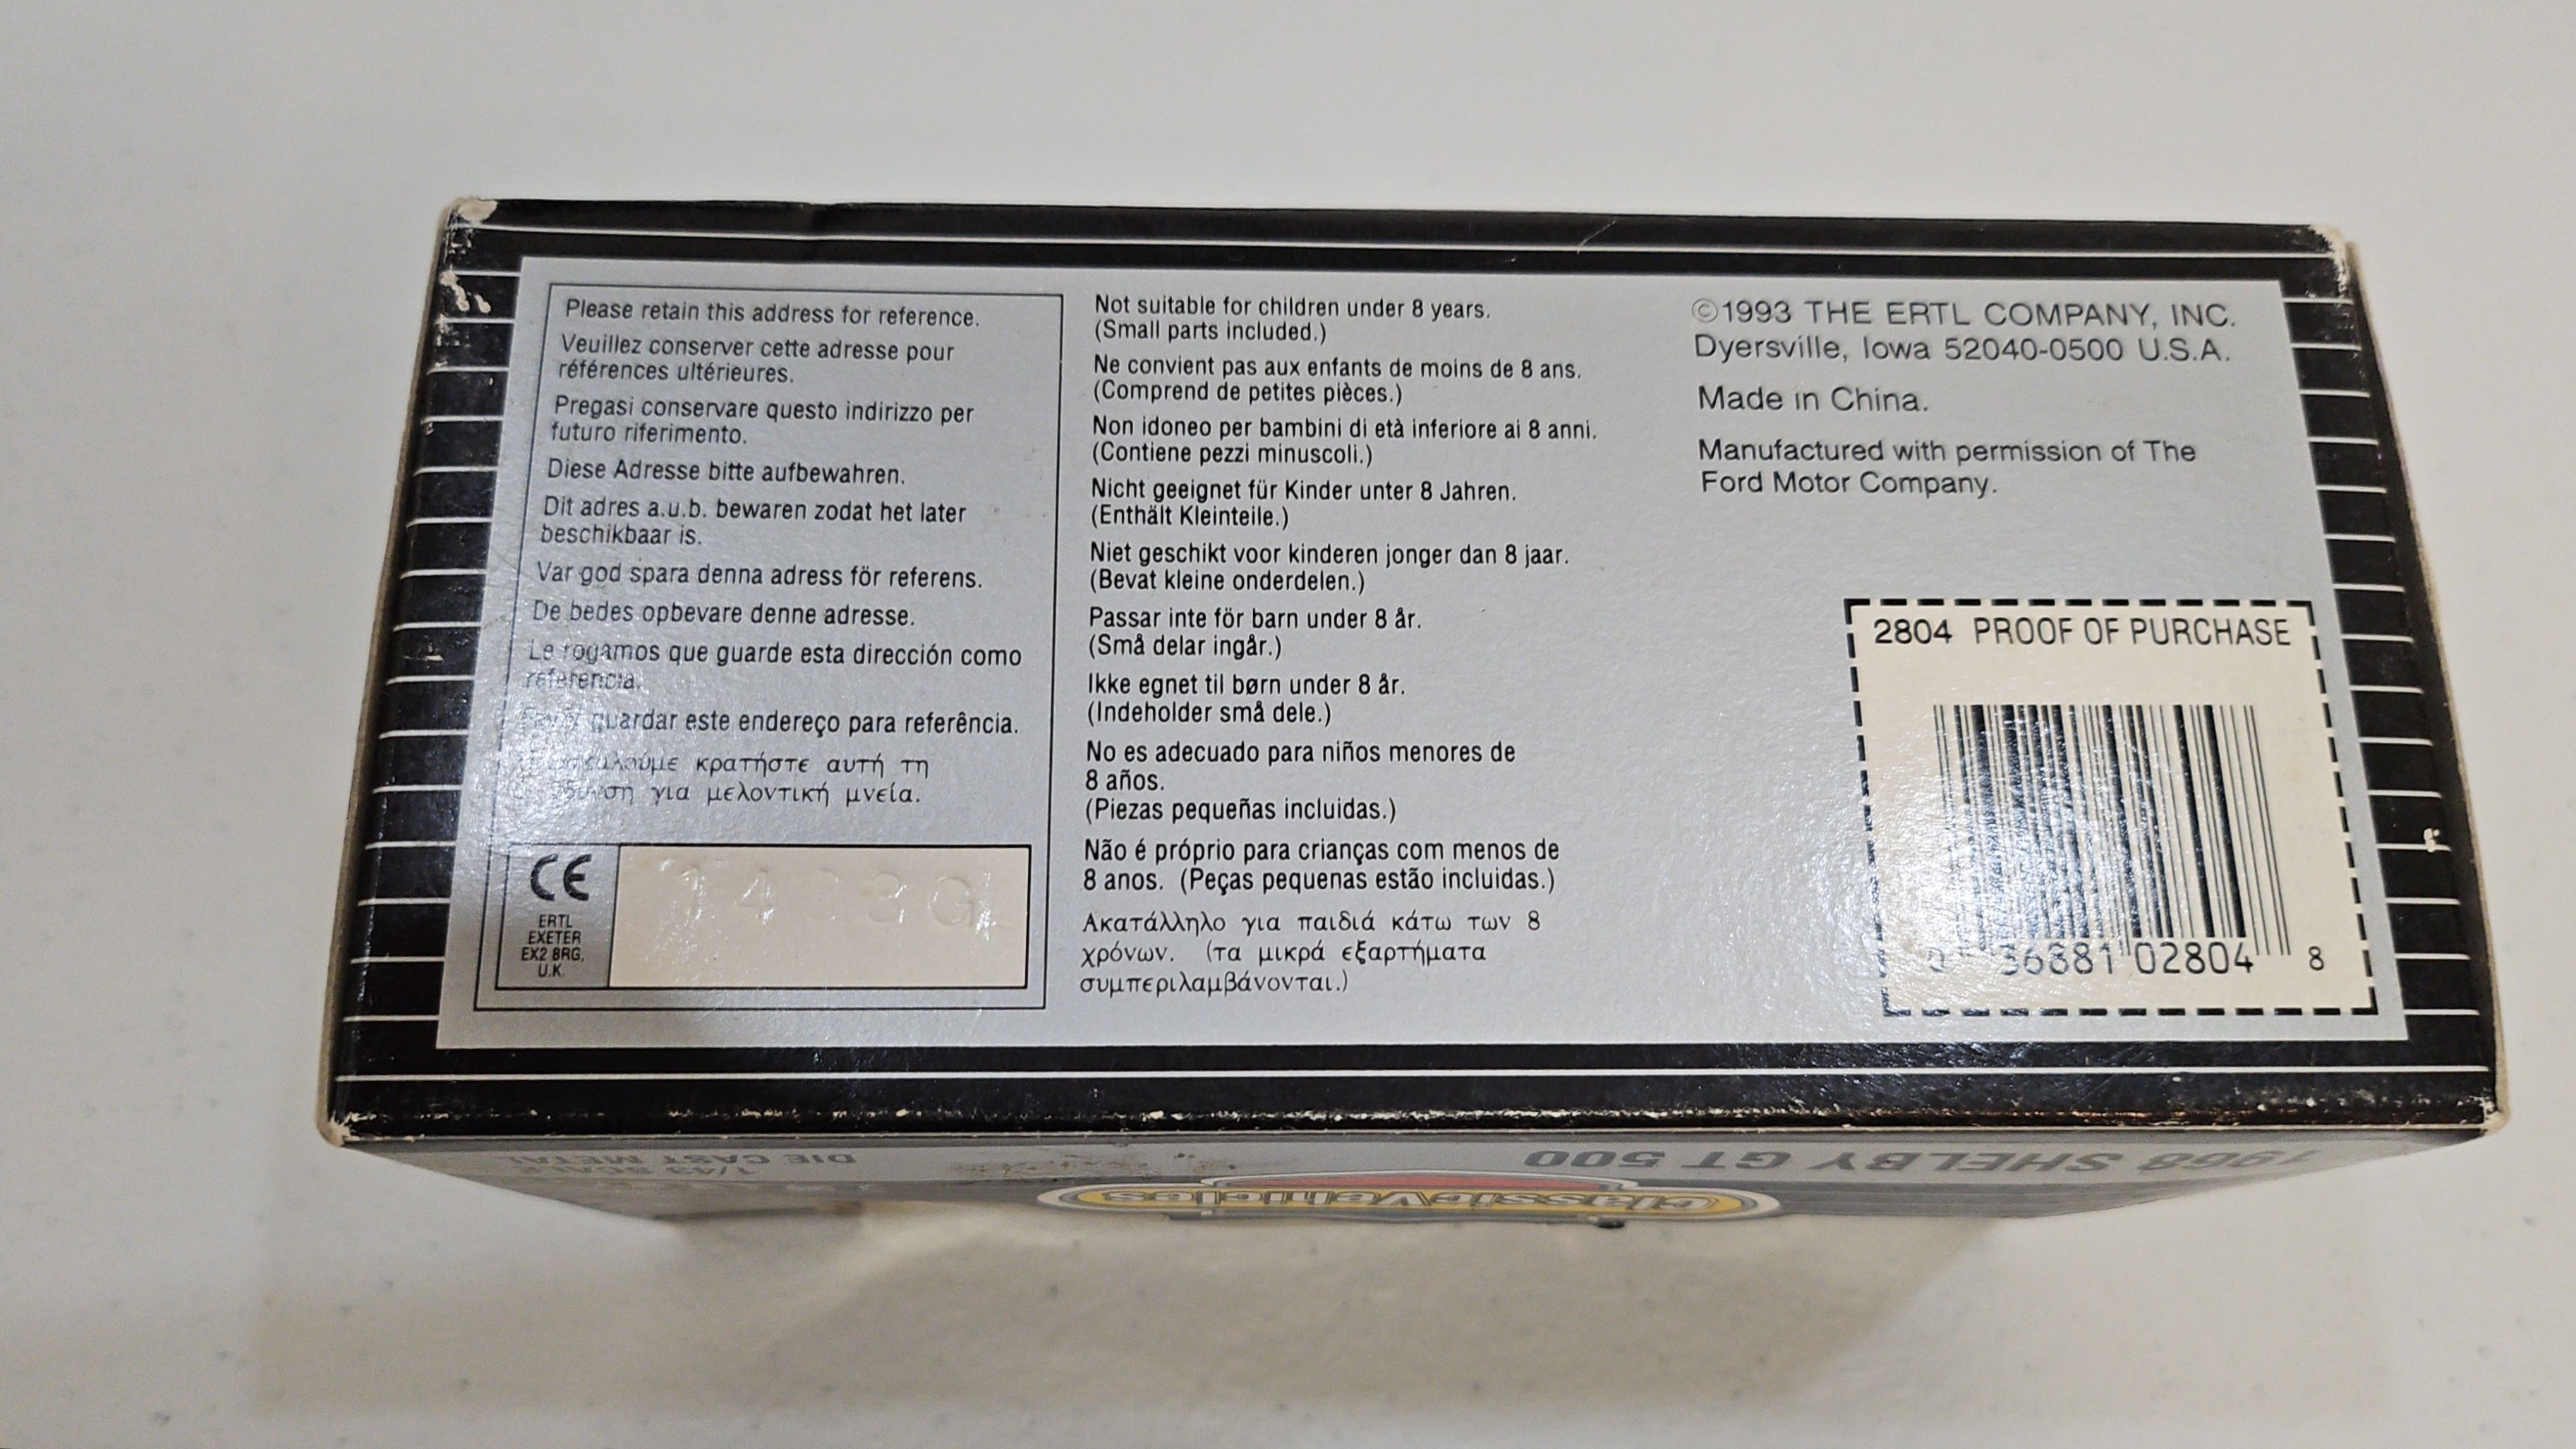 Please retain this address for reference.
Veuillez conserver cette adresse pour
références ultérieures.
Pregasi conservare questo indirizzo per
futuro riferimento.
Diese Adresse bitte aufbewahren.
Dit adres a.u.b. bewaren zodat het later
beschikbaar is.
Var god spara denna adress för referens.
De bedes opbevare denne adresse.
Le rogamos que guarde esta dirección como
referencia.
guardar este endereço para referência.
κρατήστε αυτή τη
για μελοντική μνεία.
CE
ERTL
EXETER
EX2 8RG,
U.K.
Not suitable for children under 8 years.
(Small parts included.)
Ne convient pas aux enfants de moins de 8 ans.
(Comprend de petites pièces.)
Non idoneo per bambini di età inferiore ai 8 anni.
(Contiene pezzi minuscoli.)
Nicht geeignet für Kinder unter 8 Jahren.
(Enthält Kleinteile.)
Niet geschikt voor kinderen jonger dan 8 jaar.
(Bevat kleine onderdelen.)
Passar inte för barn under 8 år.
(Små delar ingår.)
Ikke egnet til børn under 8 år.
(Indeholder små dele.)
No es adecuado para niños menores de
8 años.
(Piezas pequeñas incluidas.)
Não é próprio para crianças com menos de
8 anos. (Peças pequenas estão incluidas.)
Ακατάλληλο για παιδιά κάτω των 8
χρόνων. (τα μικρά εξαρτήματα
συμπεριλαμβάνονται.)
©1993 THE ERTL COMPANY, INC.
Dyersville, Iowa 52040-0500 U.S.A.
Made in China.
Manufactured with permission of The
Ford Motor Company.
2804 PROOF OF PURCHASE
0 36881 02804 8
1968 SHELBY GT 500
1/43 SCALE
DIE CAST METAL
Classic Vehicles